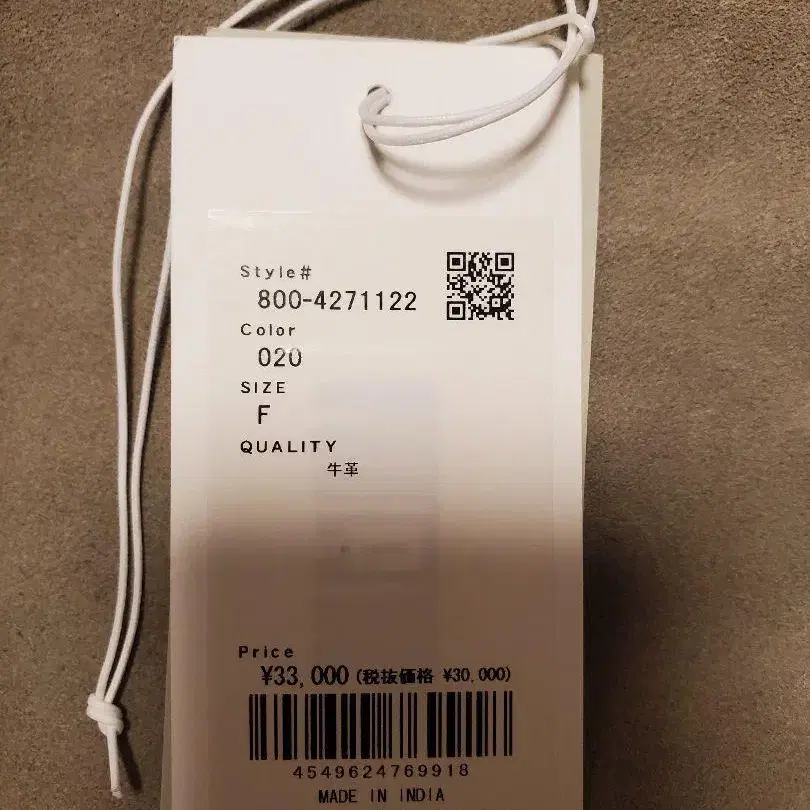 Style#
800-4271122
Color
020
SIZE
F
QUALITY
牛革
Price
¥33,000 (税抜価格 ¥30,000)
4549624769918
MADE IN INDIA